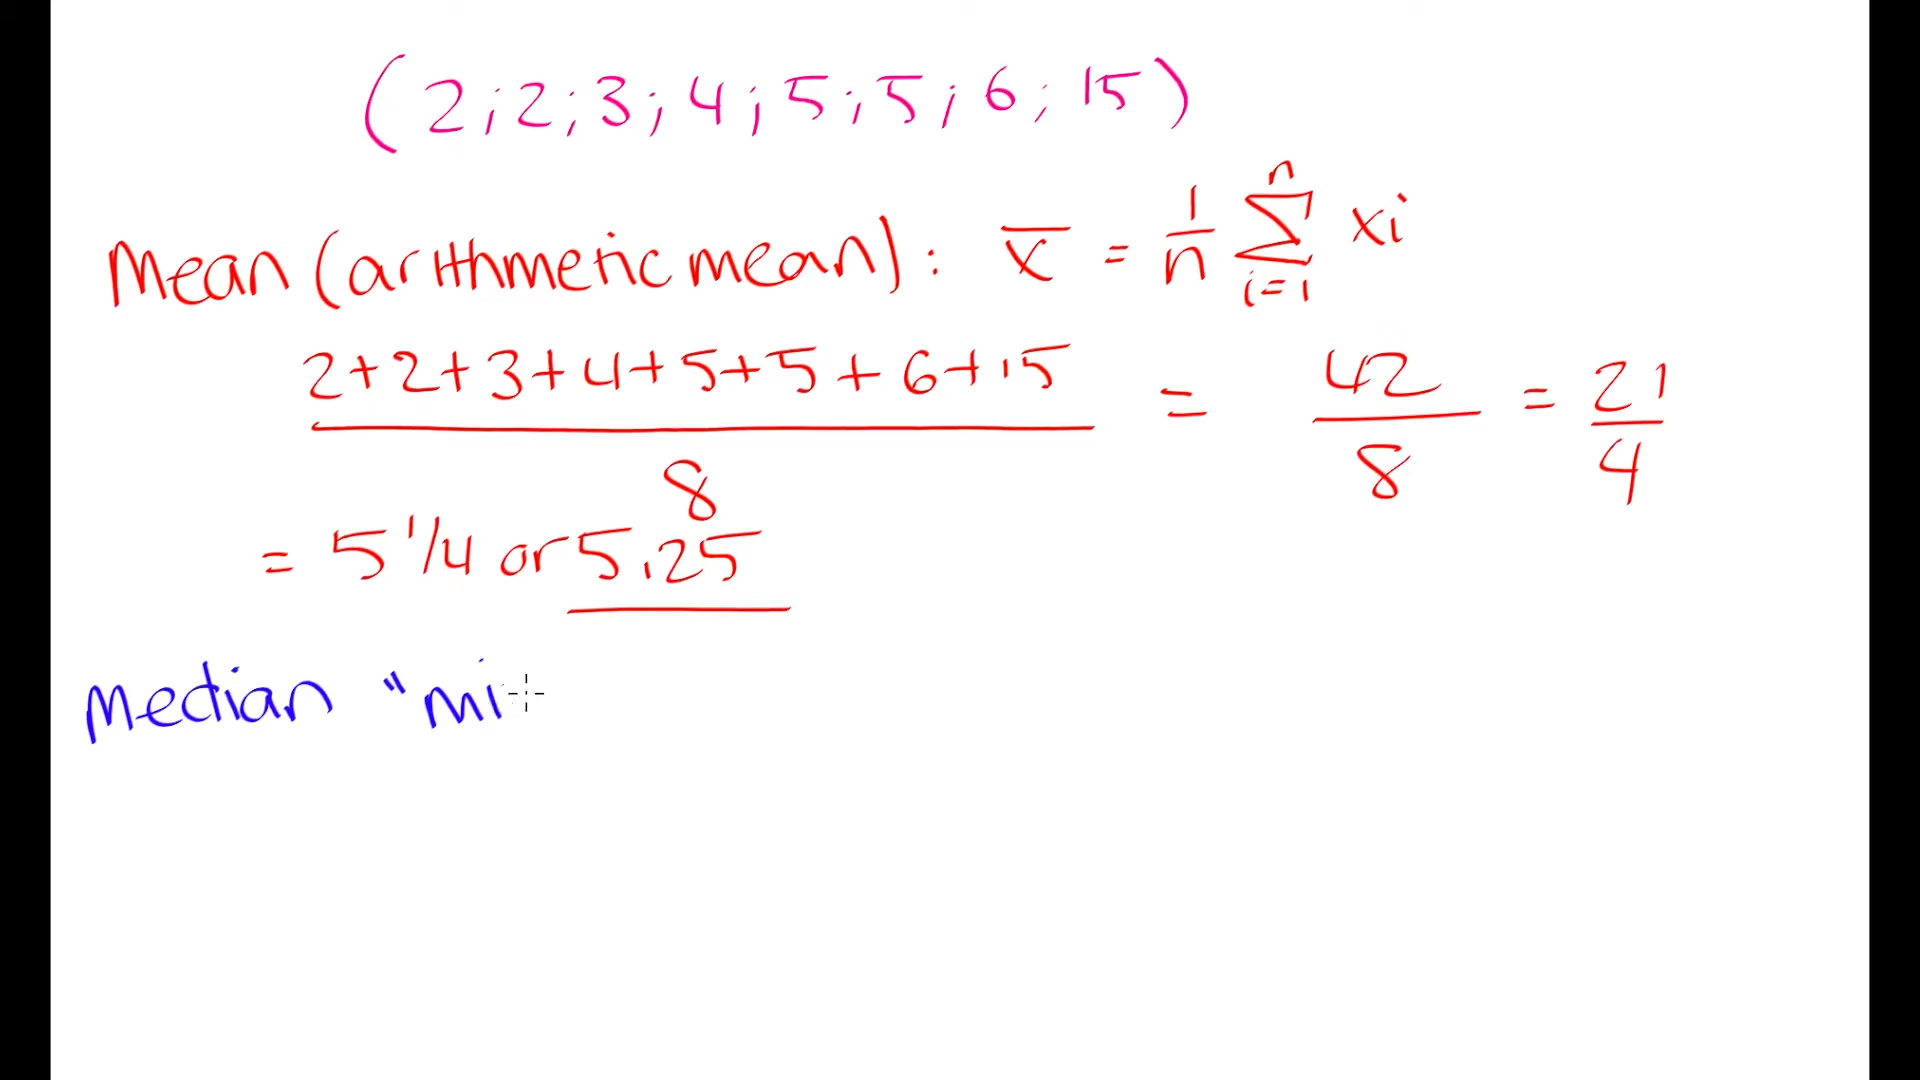 (2;2;3;4;5;5;6;15)
Mean (arithmetic mean): x̄ = 1/n ∑ⁿᵢ₌₁ xi
2+2+3+4+5+5+6+15 / 8 = 42/8 = 21/4
= 5 1/4 or 5.25
Median "mi